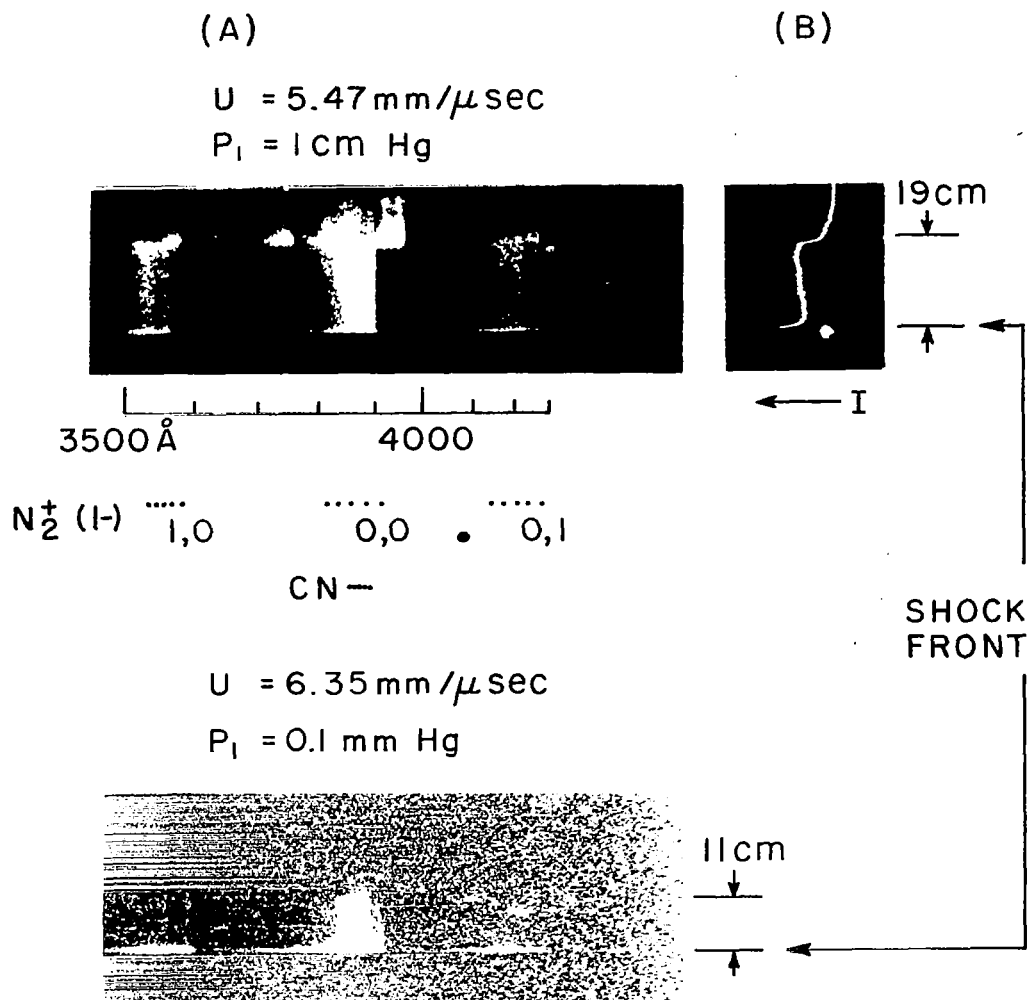 (A) (B)
U = 5.47 mm/μsec
P₁ = 1 cm Hg
19cm
I
3500Å 4000
N₂⁺ (1-) 1,0 0,0 0,1
CN
SHOCK
FRONT
U = 6.35 mm/μsec
P₁ = 0.1 mm Hg
11cm